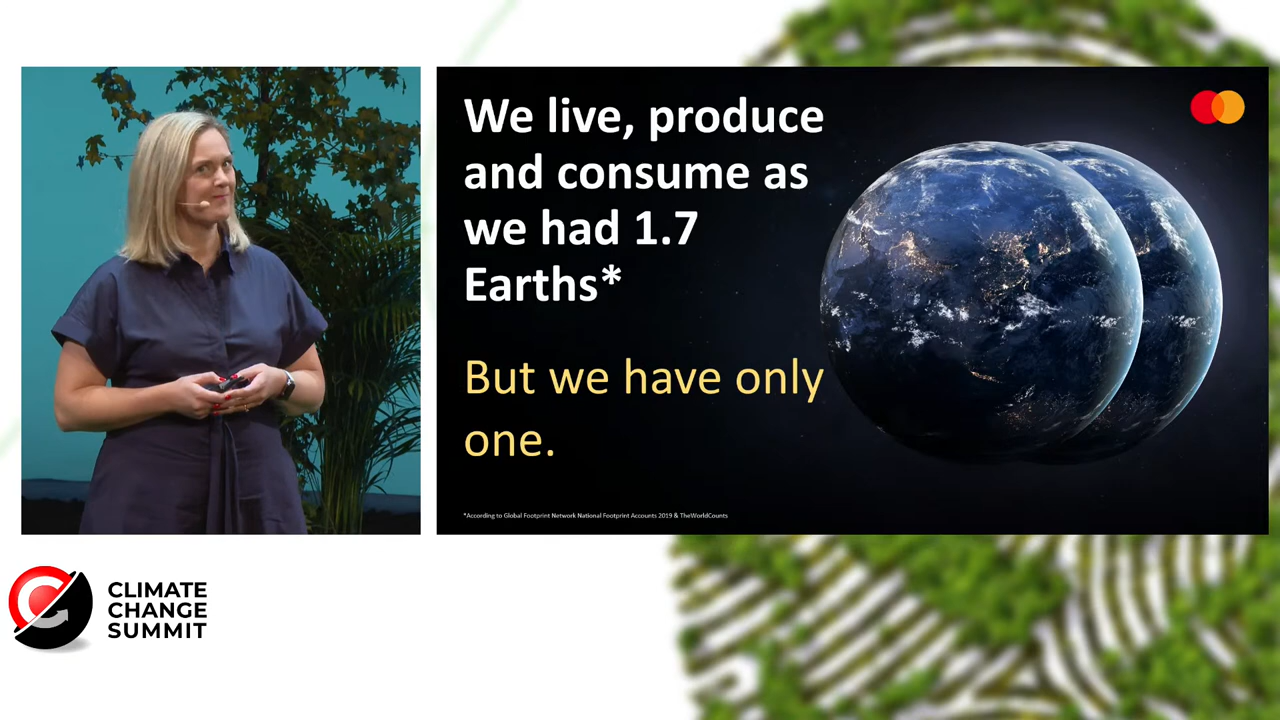 We live, produce
and consume as
we had 1.7
Earths*
But we have only
one.
*According to Global Footprint Network National Footprint Accounts 2019 & TheWorldCounts
CLIMATE
CHANGE
SUMMIT